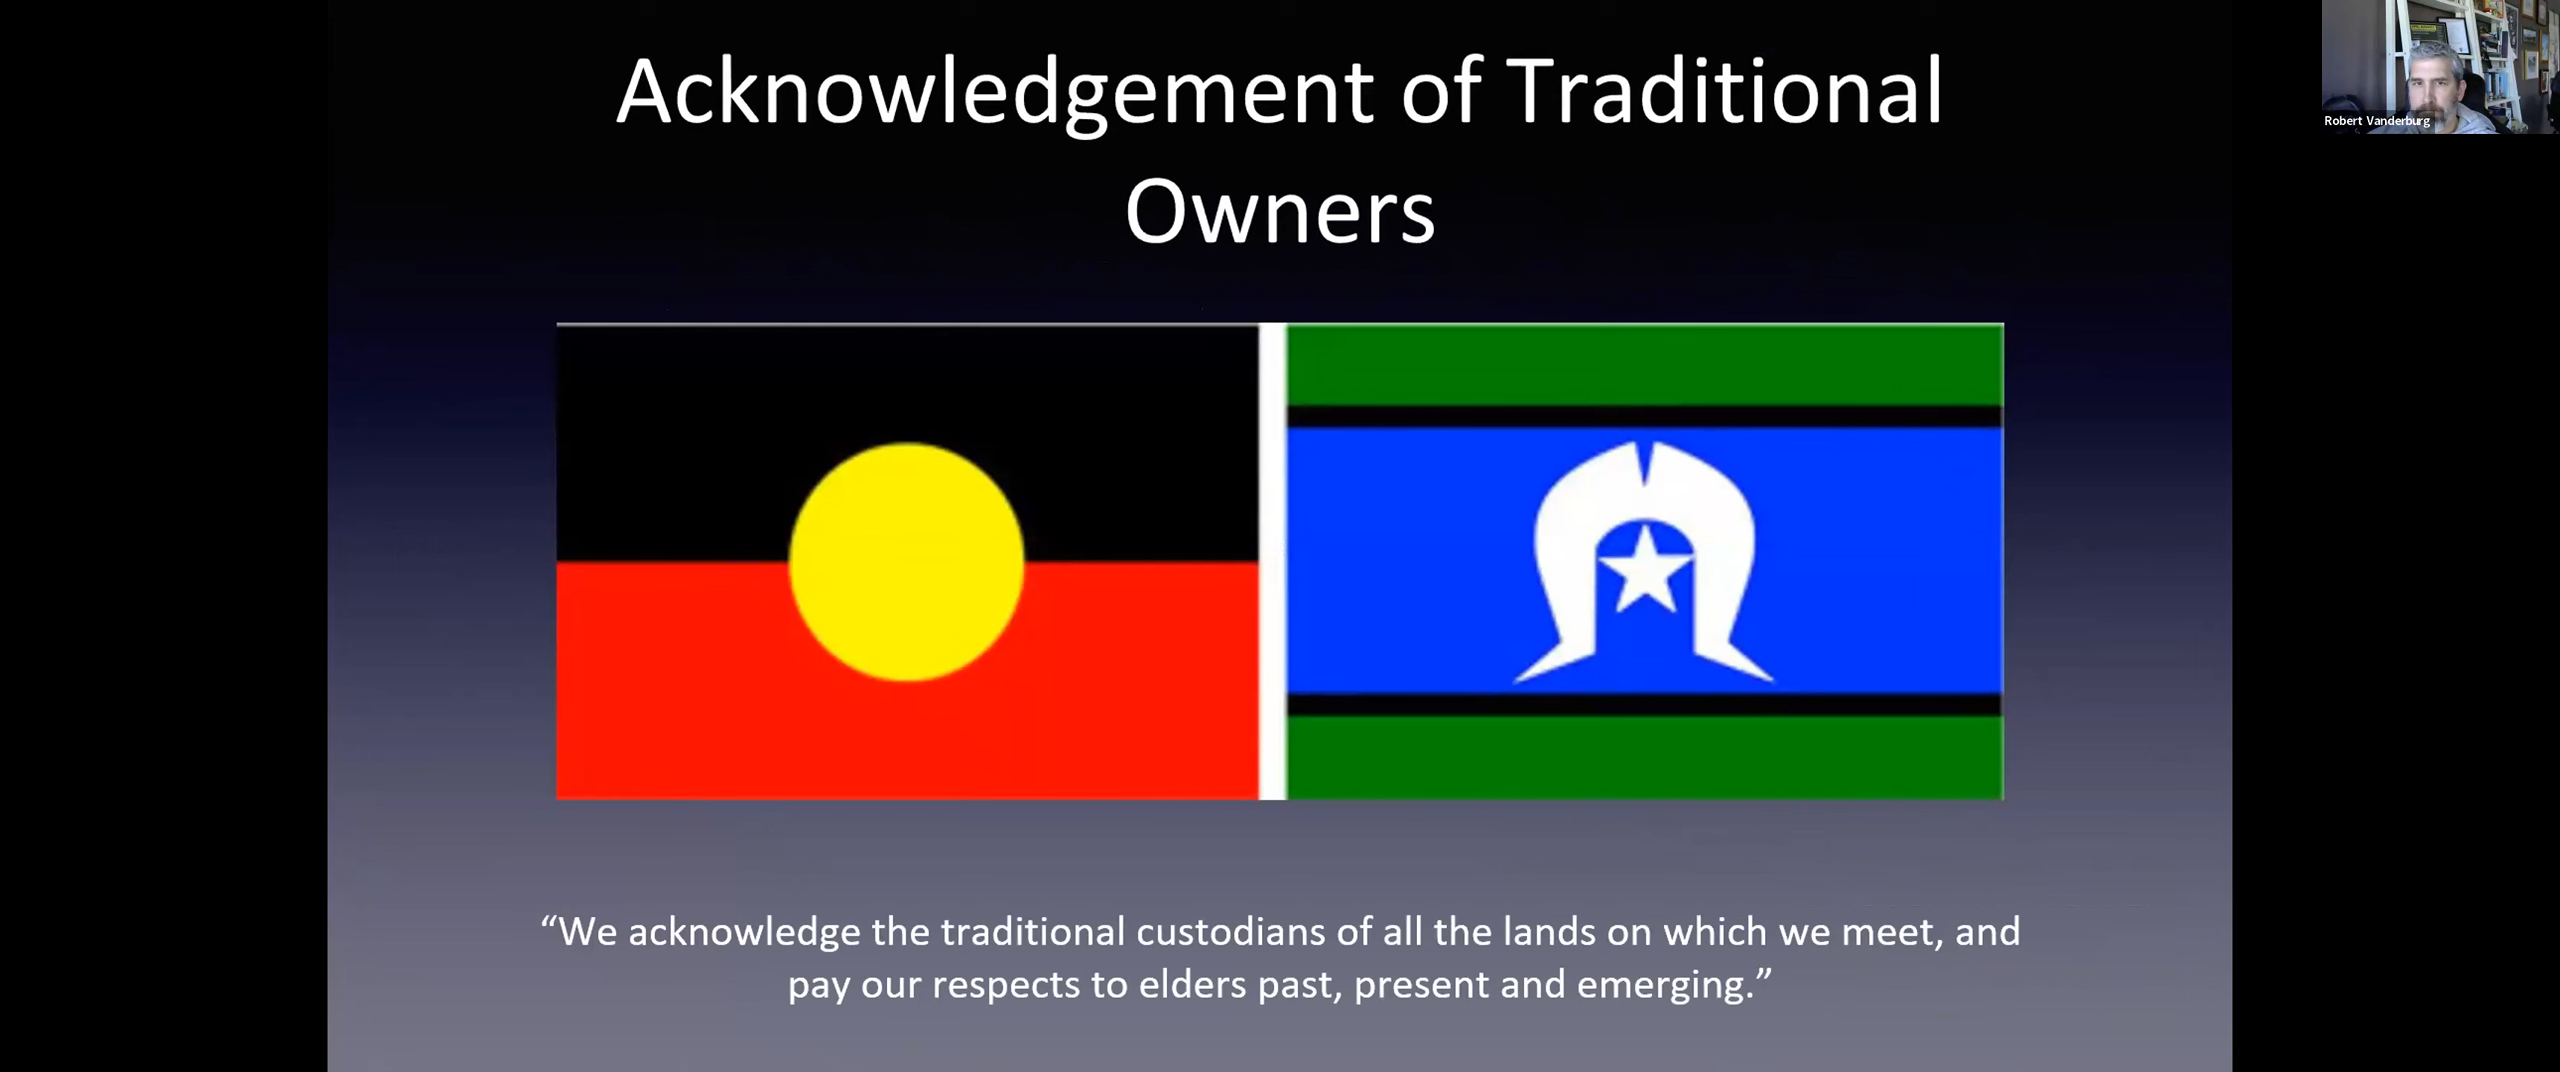 Acknowledgement of Traditional
Owners
Robert Vanderburg
“We acknowledge the traditional custodians of all the lands on which we meet, and
pay our respects to elders past, present and emerging.”